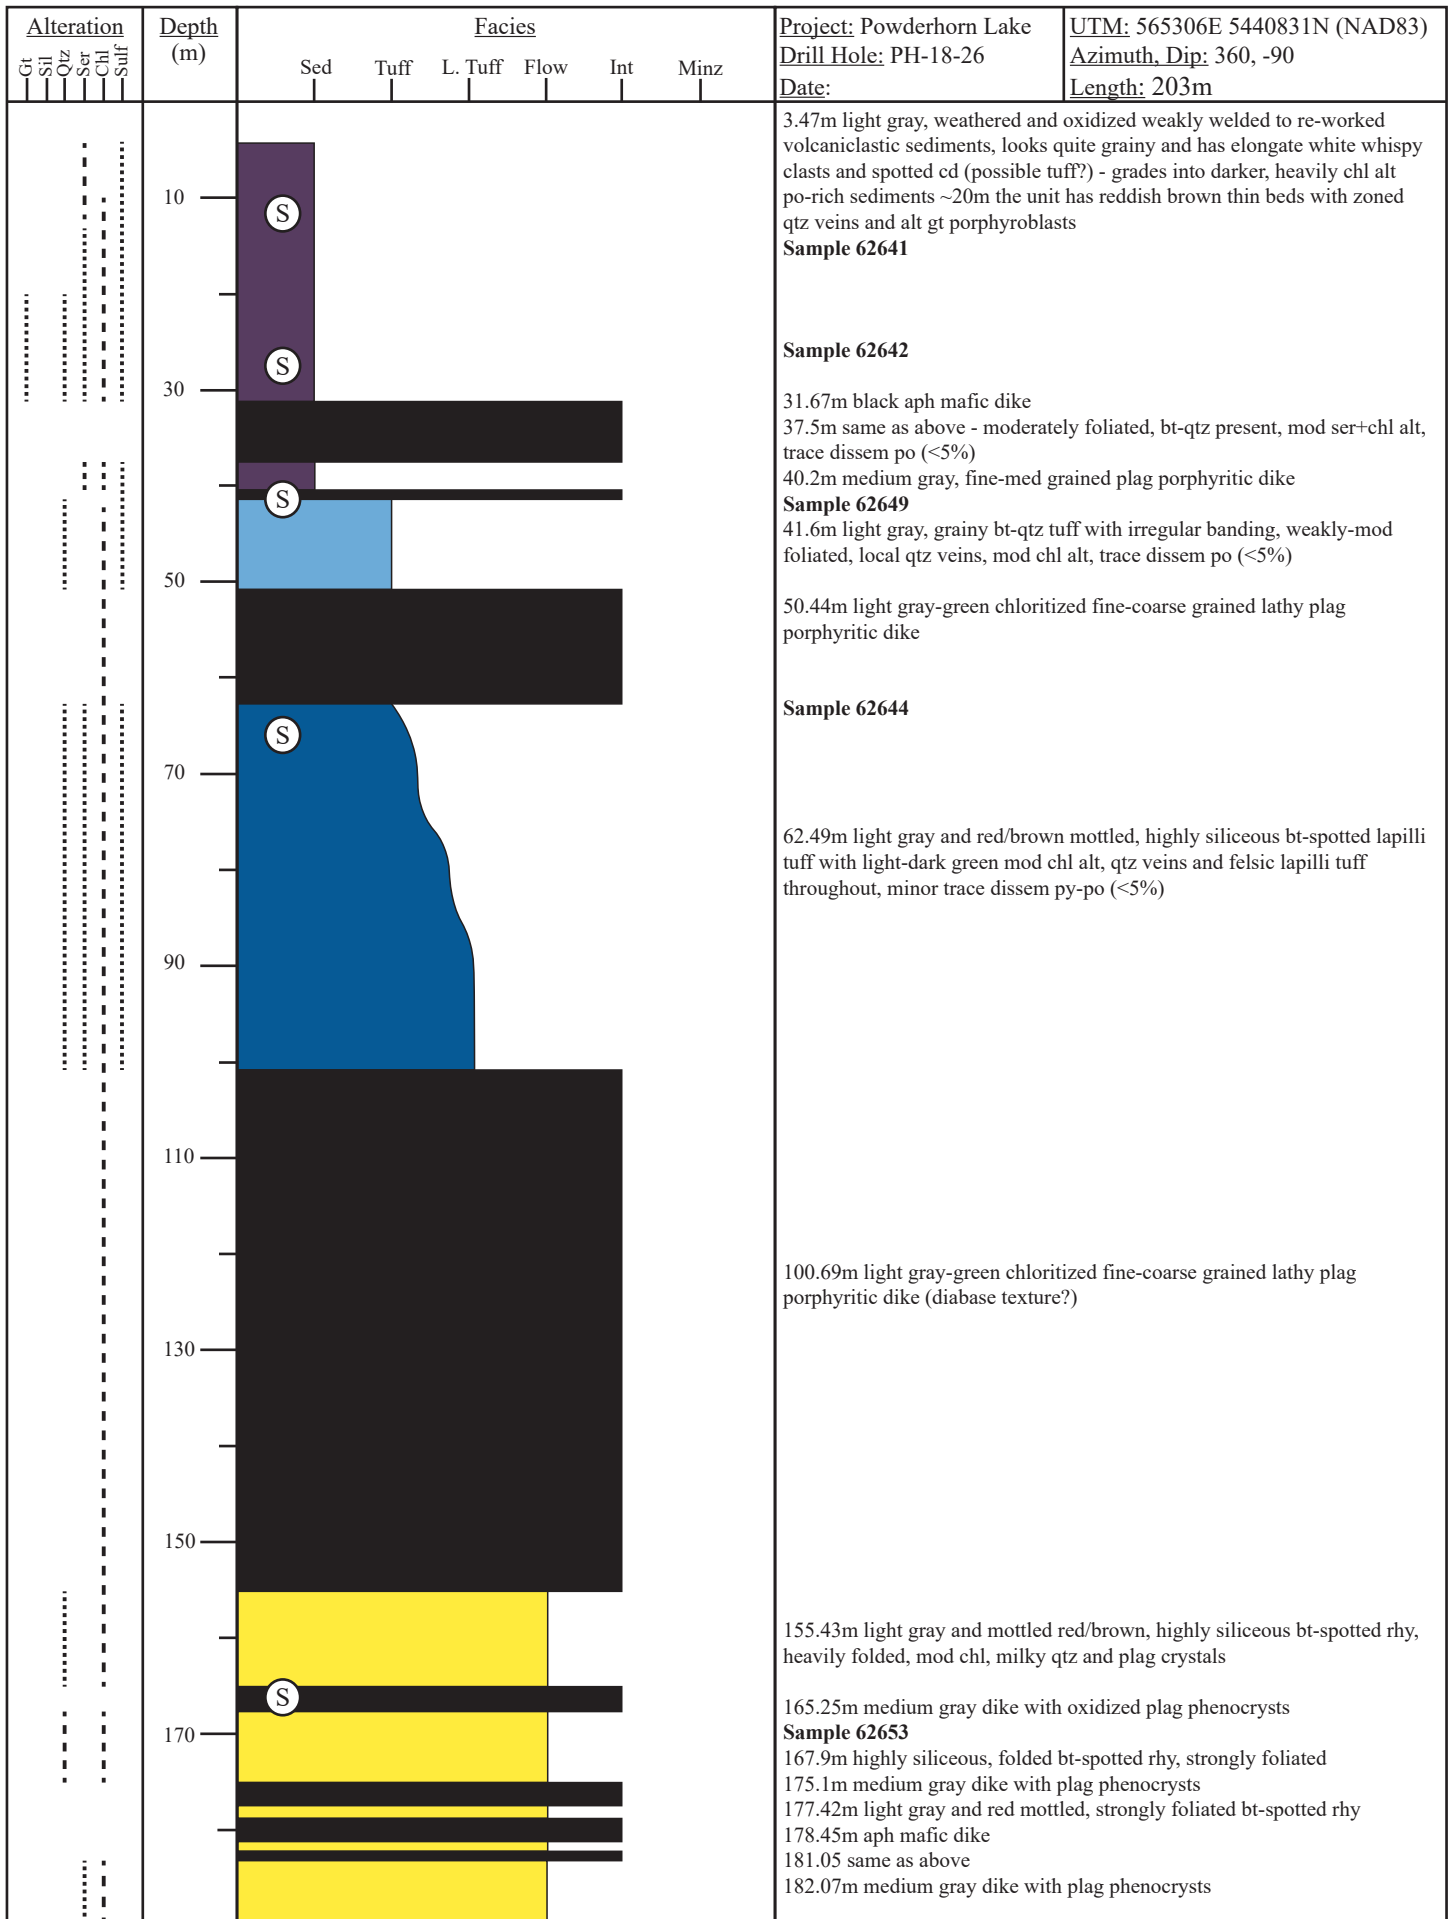 Alteration
Gt
Sil
Qtz
Ser
Chl
Sulf
Depth
(m)
Facies
Sed Tuff L. Tuff Flow Int Minz
Project: Powderhorn Lake
Drill Hole: PH-18-26
Date:
UTM: 565306E 5440831N (NAD83)
Azimuth, Dip: 360, -90
Length: 203m
3.47m light gray, weathered and oxidized weakly welded to re-worked
volcaniclastic sediments, looks quite grainy and has elongate white whispy
clasts and spotted cd (possible tuff?) - grades into darker, heavily chl alt
po-rich sediments ~20m the unit has reddish brown thin beds with zoned
qtz veins and alt gt porphyroblasts
Sample 62641
10
S
Sample 62642
S
30
31.67m black aph mafic dike
37.5m same as above - moderately foliated, bt-qtz present, mod ser+chl alt,
trace dissem po (<5%)
40.2m medium gray, fine-med grained plag porphyritic dike
Sample 62649
S
41.6m light gray, grainy bt-qtz tuff with irregular banding, weakly-mod
foliated, local qtz veins, mod chl alt, trace dissem po (<5%)
50
50.44m light gray-green chloritized fine-coarse grained lathy plag
porphyritic dike
Sample 62644
S
70
62.49m light gray and red/brown mottled, highly siliceous bt-spotted lapilli
tuff with light-dark green mod chl alt, qtz veins and felsic lapilli tuff
throughout, minor trace dissem py-po (<5%)
90
110
100.69m light gray-green chloritized fine-coarse grained lathy plag
porphyritic dike (diabase texture?)
130
150
155.43m light gray and mottled red/brown, highly siliceous bt-spotted rhy,
heavily folded, mod chl, milky qtz and plag crystals
S
165.25m medium gray dike with oxidized plag phenocrysts
Sample 62653
170
167.9m highly siliceous, folded bt-spotted rhy, strongly foliated
175.1m medium gray dike with plag phenocrysts
177.42m light gray and red mottled, strongly foliated bt-spotted rhy
178.45m aph mafic dike
181.05 same as above
182.07m medium gray dike with plag phenocrysts